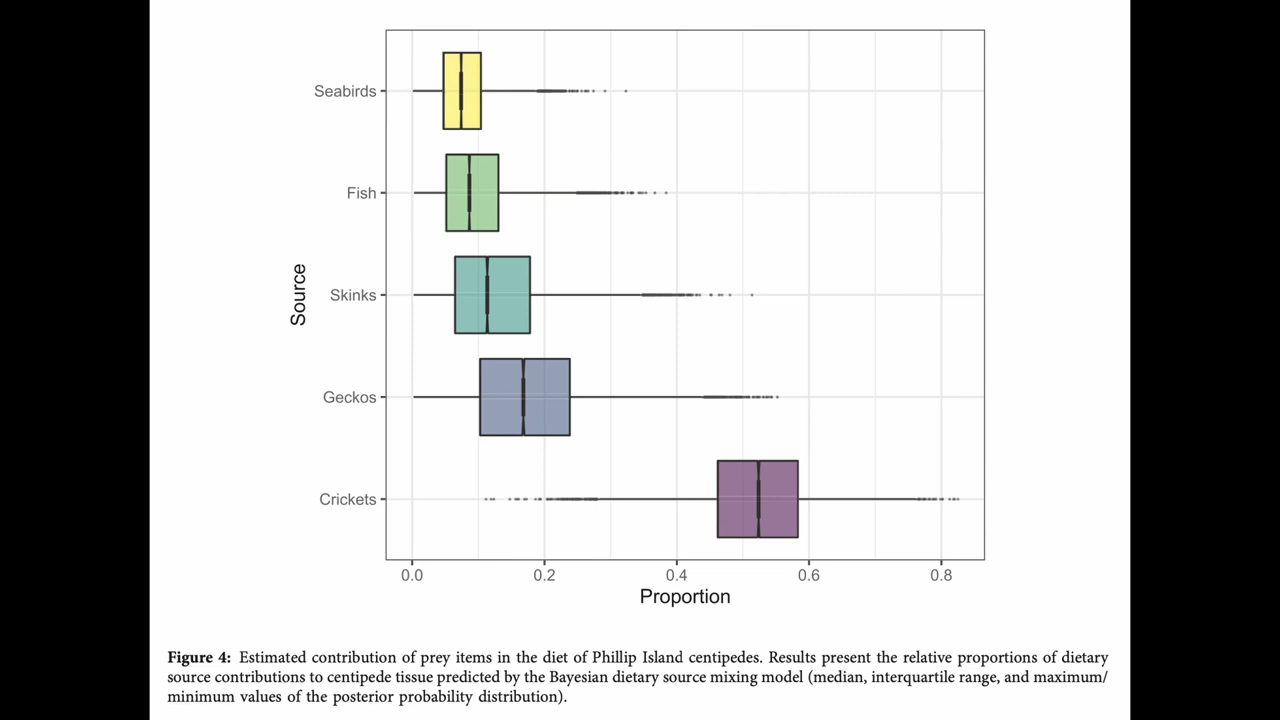 Seabirds
Fish
Skinks
Geckos
Crickets
Source
0.0 0.2 0.4 0.6 0.8
Proportion
Figure 4: Estimated contribution of prey items in the diet of Phillip Island centipedes. Results present the relative proportions of dietary
source contributions to centipede tissue predicted by the Bayesian dietary source mixing model (median, interquartile range, and maximum/
minimum values of the posterior probability distribution).